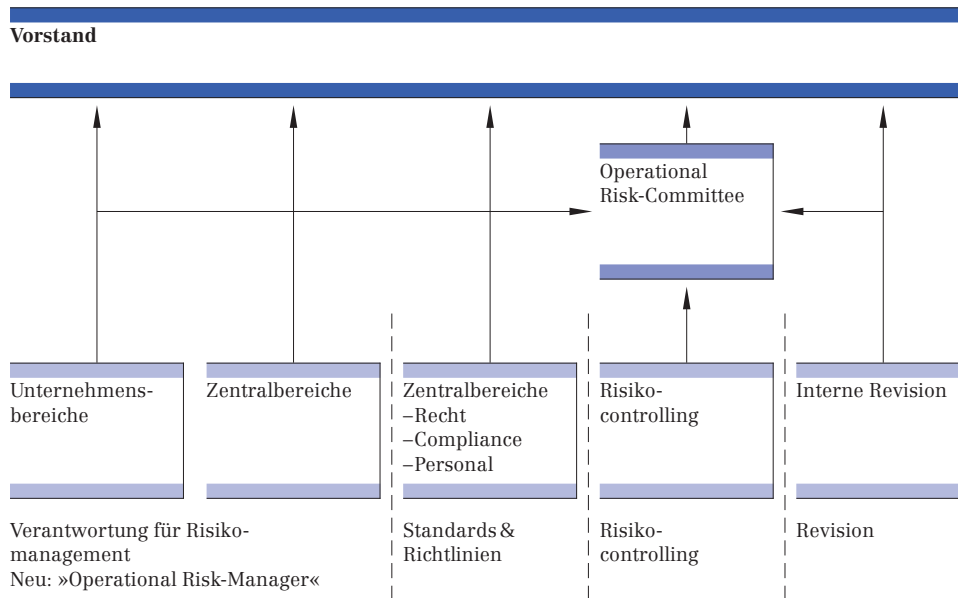 Vorstand
Operational
Risk-Committee
Unternehmens-
bereiche
Zentralbereiche
Zentralbereiche
–Recht
–Compliance
–Personal
Risiko-
controlling
Interne Revision
Verantwortung für Risiko-
management
Neu: »Operational Risk-Manager«
Standards &
Richtlinien
Risiko-
controlling
Revision